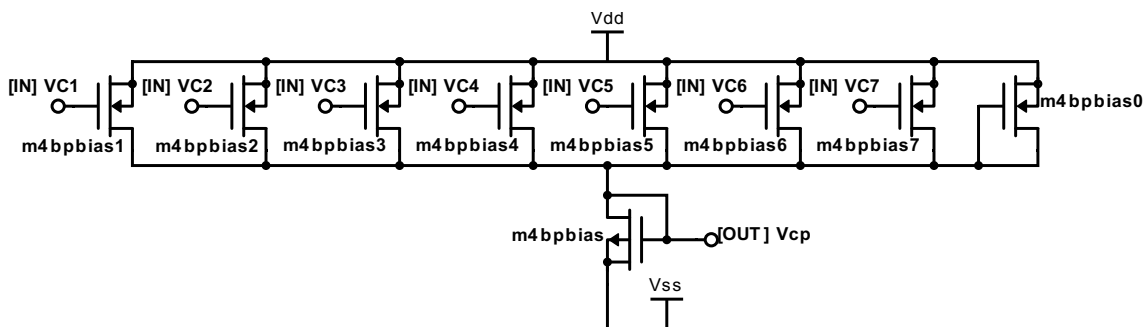 Vdd
[IN] VC1
[IN] VC2
[IN] VC3
[IN] VC4
[IN] VC5
[IN] VC6
[IN] VC7
m4bpbias0
m4bpbias1
m4bpbias2
m4bpbias3
m4bpbias4
m4bpbias5
m4bpbias6
m4bpbias7
m4bpbias
[OUT] Vcp
Vss